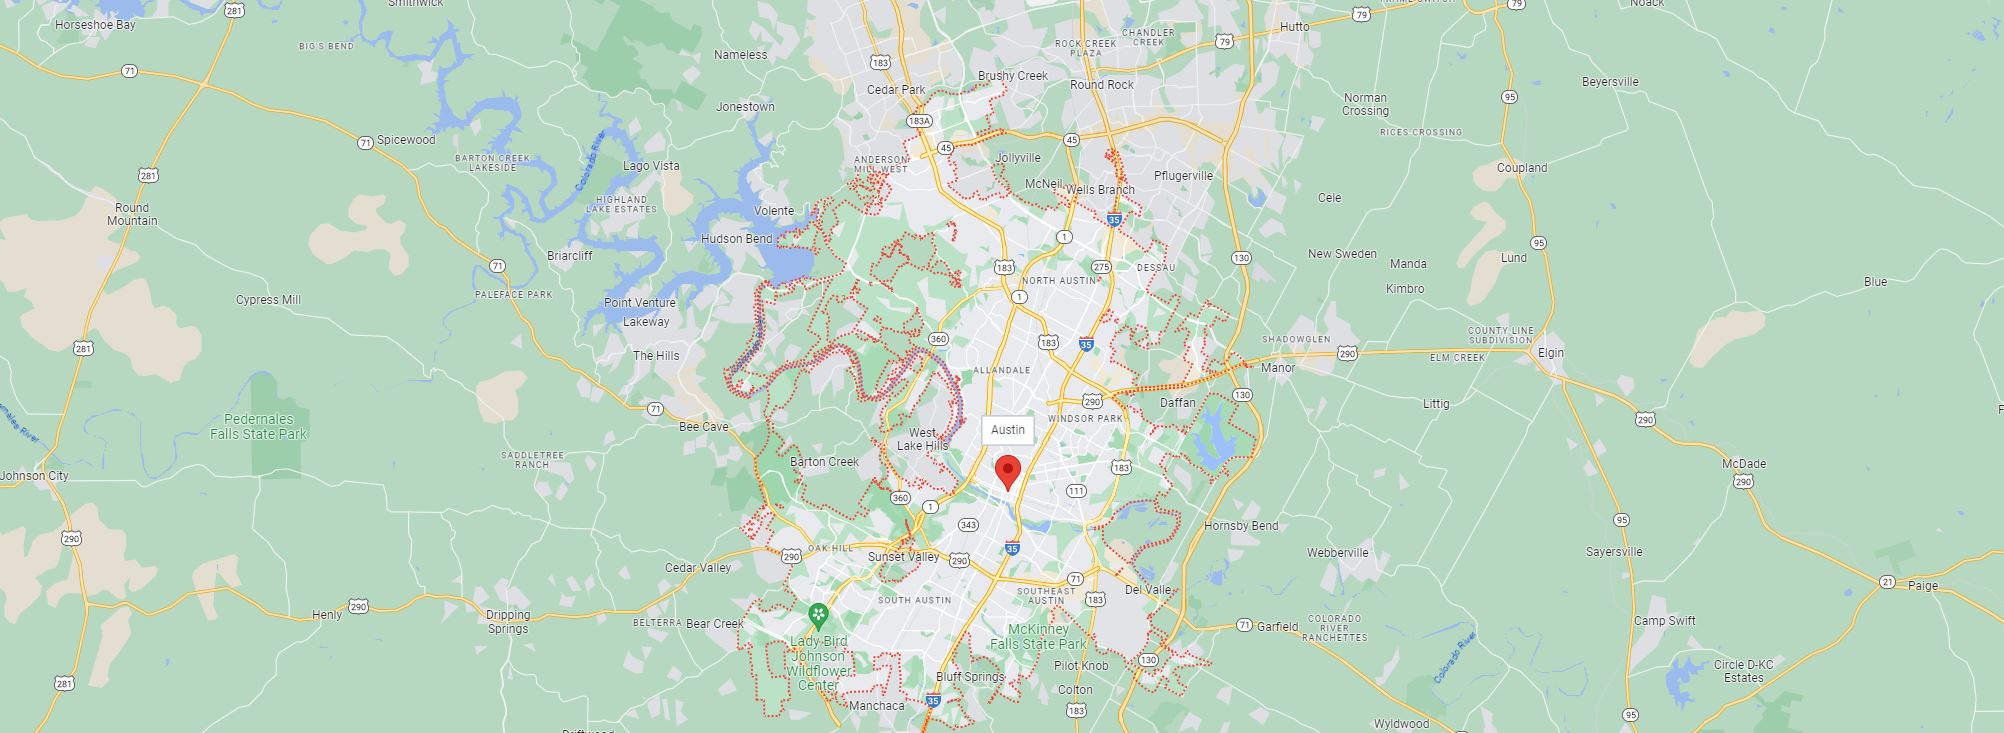 Smithwick
Noack
281
79
79
Horseshoe Bay
Hutto
CHANDLER
CREEK
79
BIG'S BEND
ROCK CREEK
PLAZA
Nameless
183
71
Brushy Creek
Round Rock
Beyersville
Cedar Park
Jonestown
Norman
Crossing
95
183A
RICES CROSSING
71
Spicewood
45
45
Colorado River
BARTON CREEK
LAKESIDE
Lago Vista
ANDERSON
MILL WEST
Jollyville
Coupland
281
McNeil
Wells Branch
Pflugerville
HIGHLAND
LAKE ESTATES
Cele
Round
Mountain
Volente
35
Hudson Bend
1
95
Briarcliff
New Sweden
Lund
71
183
275
DESSAU
130
Manda
NORTH AUSTIN
Blue
Kimbro
PALEFACE PARK
Cypress Mill
Point Venture
1
Lakeway
COUNTY LINE
SUBDIVISION
360
183
35
SHADOWGLEN
281
The Hills
290
ELM CREEK
Elgin
ALLANDALE
Manor
130
290
Daffan
Littig
71
Pedernales
Falls State Park
WINDSOR PARK
290
Bee Cave
West
Lake Hills
Austin
SADDLETREE
RANCH
Barton Creek
183
McDade
Johnson City
290
360
1
111
343
95
Hornsby Bend
290
OAK HILL
35
Webberville
Sayersville
290
Sunset Valley
290
Cedar Valley
71
Del Valle
21
Paige
SOUTH AUSTIN
SOUTHEAST
AUSTIN
183
Henly
290
Dripping
Springs
BELTERRA
Bear Creek
McKinney
Falls State Park
71
Garfield
COLORADO
RIVER
RANCHETTES
Camp Swift
Lady Bird
Johnson
Wildflower
Center
Colorado River
Pilot Knob
130
Circle D-KC
Estates
281
Bluff Springs
Colton
35
Manchaca
183
95
Wyldwood